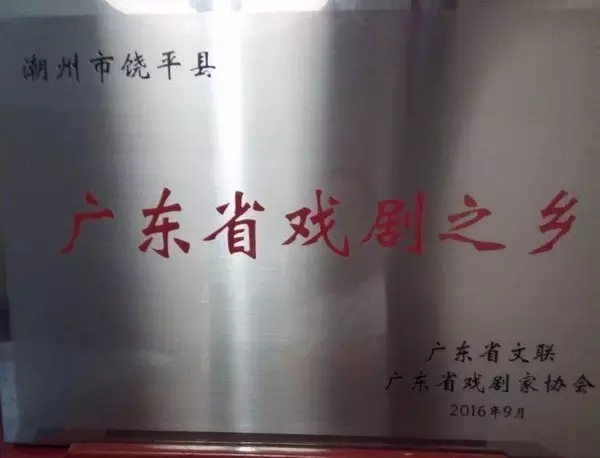 潮州市饶平县
广东省戏剧之乡
广东省文联
广东省戏剧家协会
2016年9月